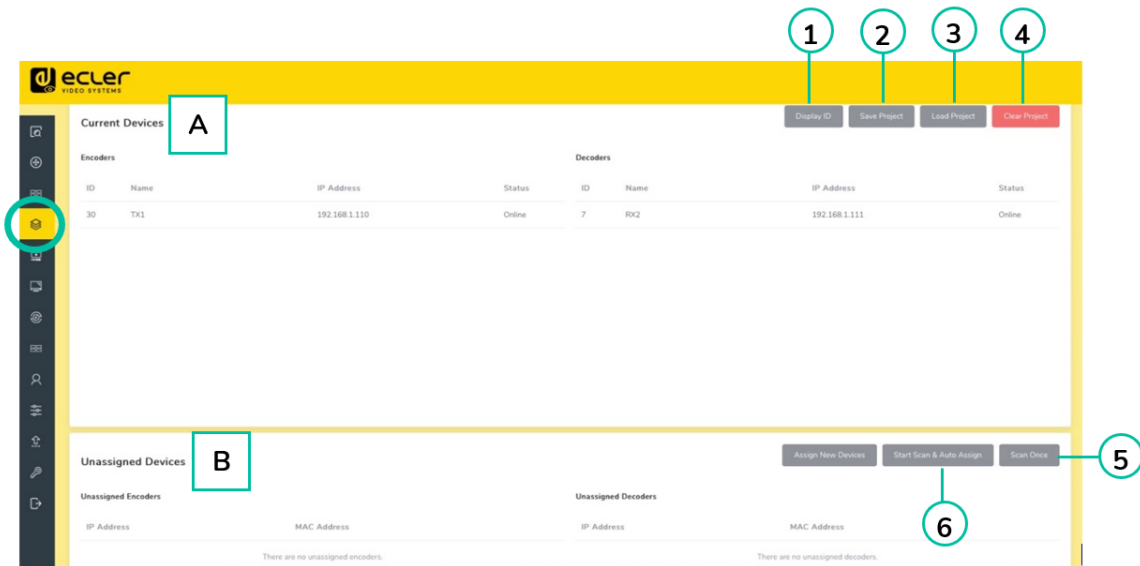 1 2 3 4
ecler
VIDEO SYSTEMS
Current Devices A Display ID Save Project Load Project Clear Project
Encoders Decoders
ID Name IP Address Status ID Name IP Address Status
30 TX1 192.168.1.110 Online 7 RX2 192.168.1.111 Online
Unassigned Devices B Assign New Devices Start Scan & Auto Assign Scan Once 5
Unassigned Encoders Unassigned Decoders
IP Address MAC Address IP Address MAC Address
6
There are no unassigned encoders. There are no unassigned decoders.